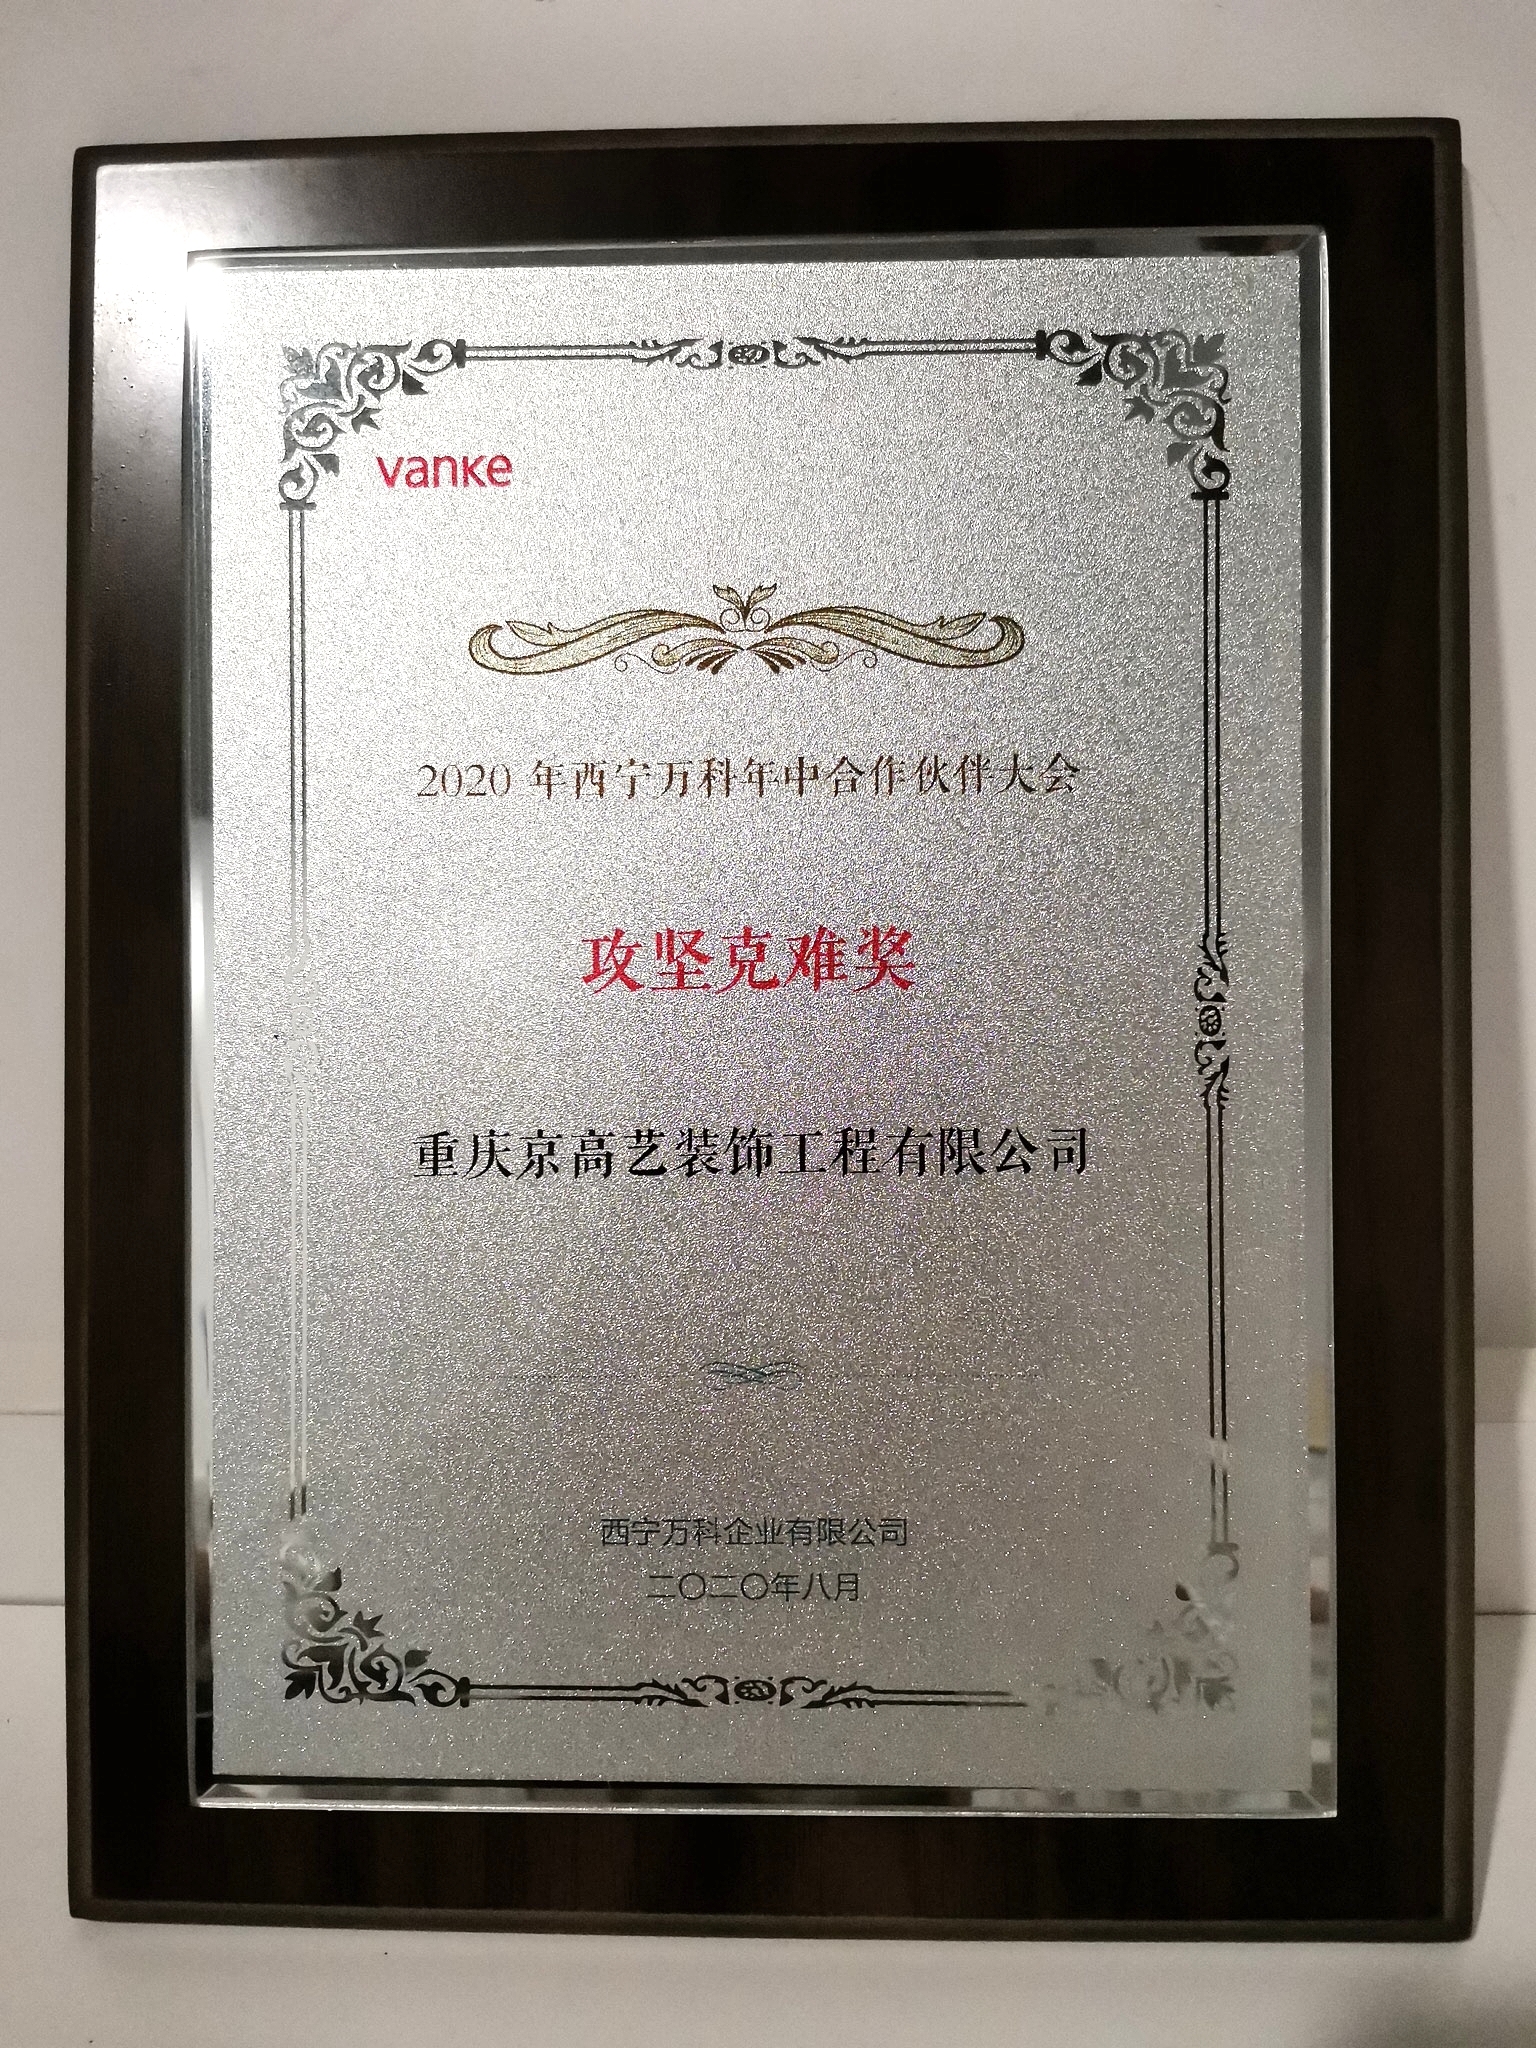 vanke
2020 年西宁万科年中合作伙伴大会
攻坚克难奖
重庆京高艺装饰工程有限公司
西宁万科企业有限公司
二〇二〇年八月